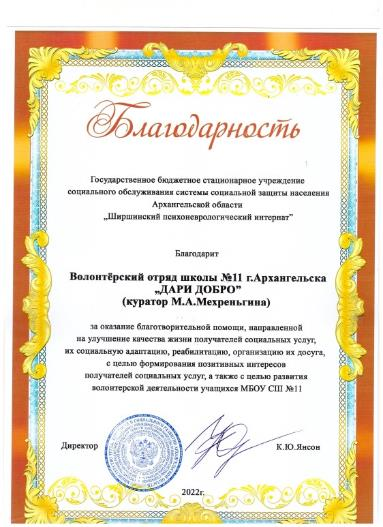 Благодарность
Государственное бюджетное стационарное учреждение
социального обслуживания системы социальной защиты населения
Архангельской области
„Ширшинский психоневрологический интернат”
Благодарит
Волонтёрский отряд школы №11 г.Архангельска
„ДАРИ ДОБРО”
(куратор М.А.Мехреньгина)
за оказание благотворительной помощи, направленной
на улучшение качества жизни получателей социальных услуг,
их социальную адаптацию, реабилитацию, организацию их досуга,
с целью формирования позитивных интересов
получателей социальных услуг, а также с целью развития
волонтерской деятельности учащихся МБОУ СШ №11
Директор К.Ю.Янсон
2022г.